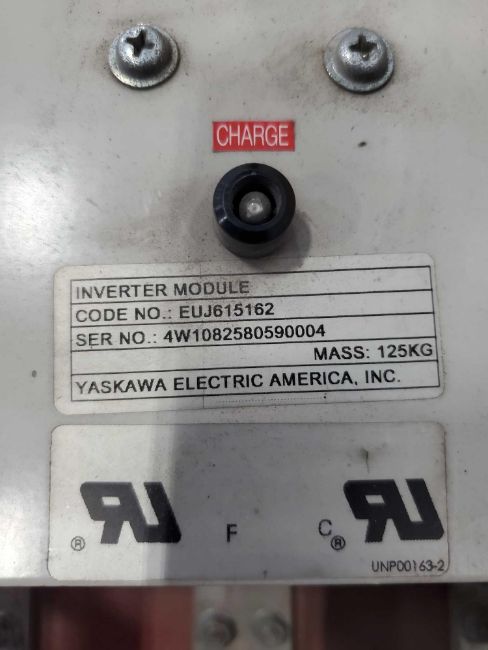 CHARGE
INVERTER MODULE
CODE NO.: EUJ615162
SER NO.: 4W1082580590004
MASS: 125KG
YASKAWA ELECTRIC AMERICA, INC.
® F C ®
UNP00163-2